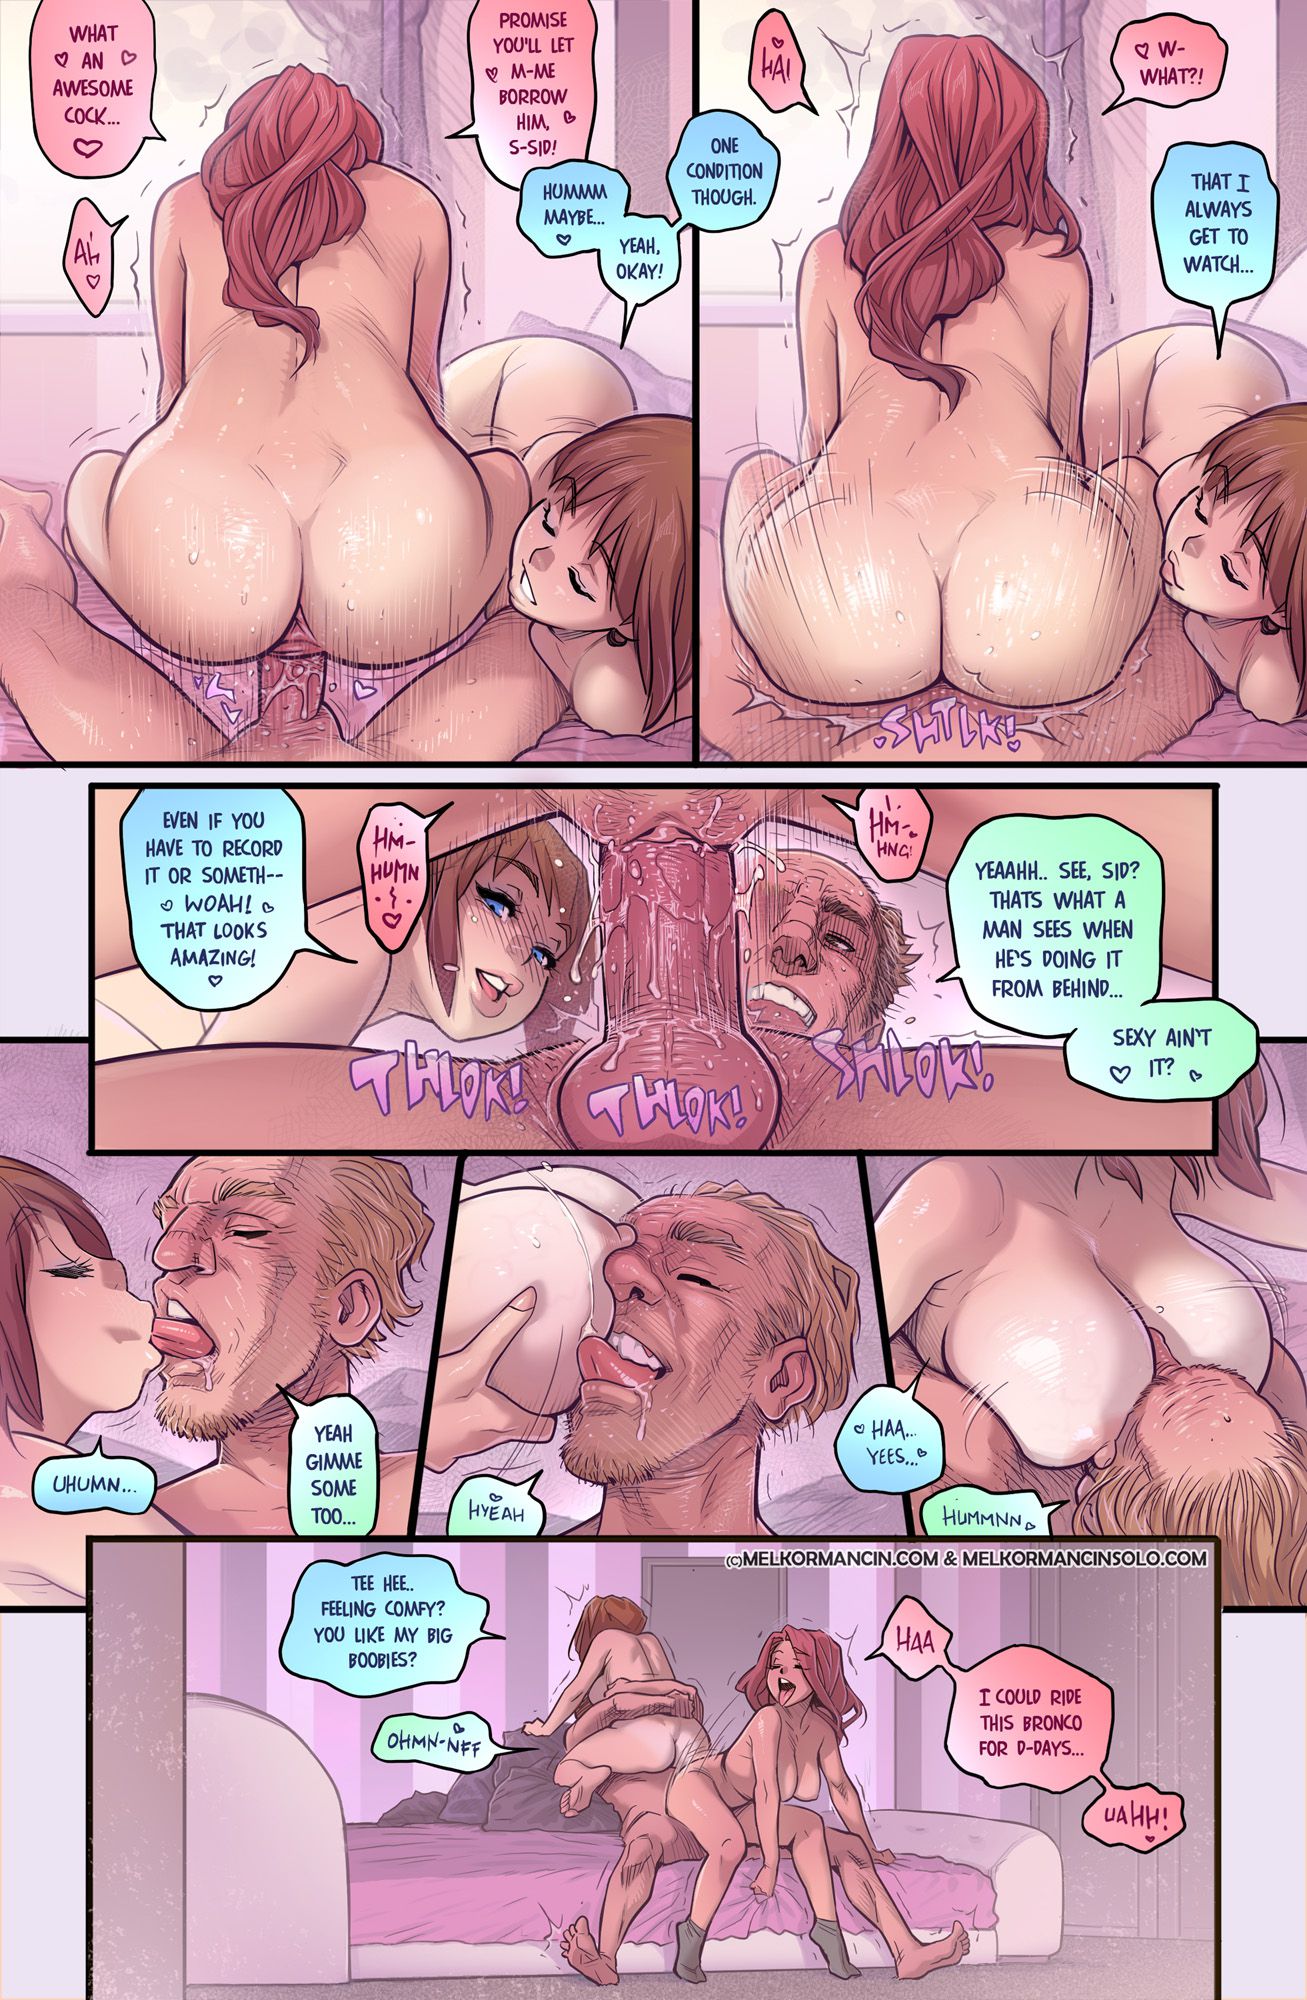 WHAT
AN
AWESOME
COCK...
AH
PROMISE
YOU'LL LET
M-ME
BORROW
HIM,
S-SID!
HUMMM
MAYBE...
YEAH,
OKAY!
ONE
CONDITION
THOUGH.
HA!
W-
WHAT?!
THAT I
ALWAYS
GET TO
WATCH...
SHTLK!
EVEN IF YOU
HAVE TO RECORD
IT OR SOMETH--
WOAH!
THAT LOOKS
AMAZING!
HM-
HUMN
HM-
HNG!
YEAAHH.. SEE, SID?
THATS WHAT A
MAN SEES WHEN
HE'S DOING IT
FROM BEHIND...
SEXY AIN'T
IT?
THLOK!
THLOK!
SHLOK!
UHUMN...
YEAH
GIMME
SOME
TOO...
HYEAH
HAA...
YEES...
HUMMNN
(C)MELKORMANCIN.COM & MELKORMANCINSOLO.COM
TEE HEE..
FEELING COMFY?
YOU LIKE MY BIG
BOOBIES?
OHMN-NFF
HAA
I COULD RIDE
THIS BRONCO
FOR D-DAYS...
UAHH!